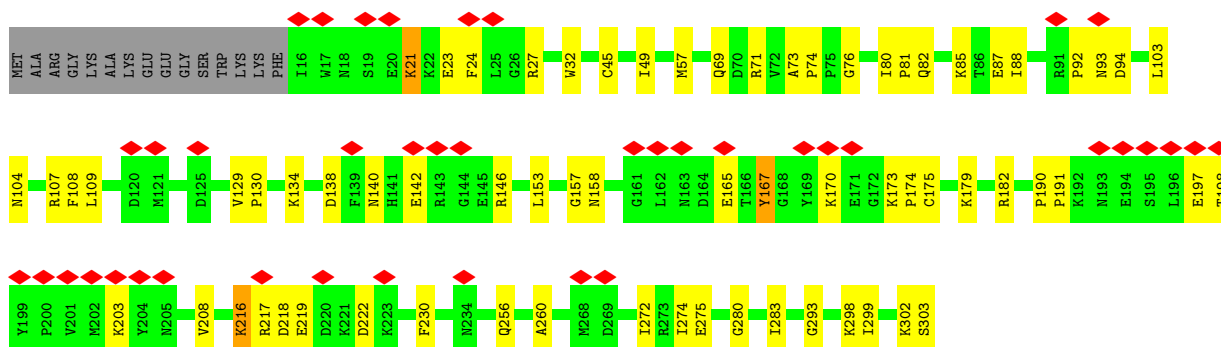 MET ALA ARG GLY LYS ALA LYS GLU GLU GLY SER TRP LYS LYS PHE I16 W17 N18 S19 E20 K21 K22 E23 F24 L25 G26 R27 W32 C45 I49 M57 Q69 D70 R71 V72 A73 P74 P75 G76 I80 P81 Q82 K85 T86 E87 I88 R91 P92 N93 D94 L103
N104 R107 F108 L109 D120 M121 D125 V129 P130 K134 D138 F139 N140 H141 E142 R143 G144 E145 R146 L153 G157 N158 G161 L162 N163 D164 E165 T166 Y167 G168 Y169 K170 E171 G172 K173 P174 C175 K179 R182 P190 P191 K192 N193 E194 S195 L196 E197 T198
Y199 P200 V201 M202 K203 Y204 N205 V208 K216 R217 D218 E219 D220 K221 D222 K223 F230 N234 Q256 A260 M268 D269 I272 R273 I274 E275 G280 I283 G293 K298 I299 K302 S303